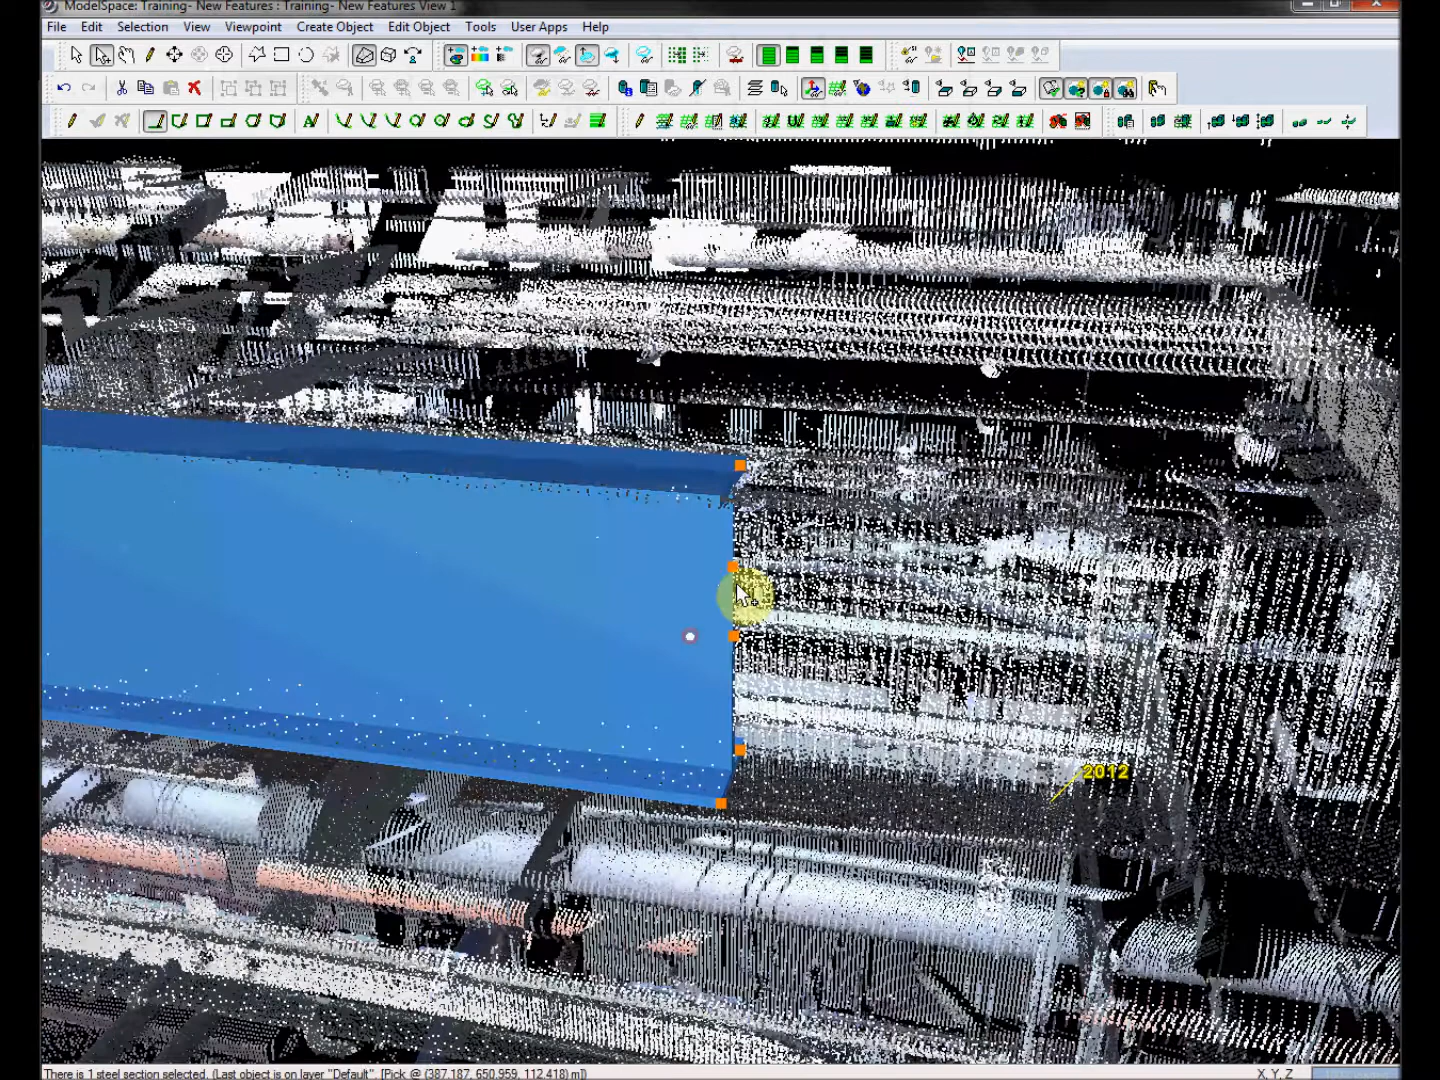 ModelSpace: Training- New Features : Training- New Features View 1
File Edit Selection View Viewpoint Create Object Edit Object Tools User Apps Help
2012
There is 1 steel section selected. (Last object is on layer "Default". [Pick @ (387.187, 650.959, 112.418) m])
X, Y, Z